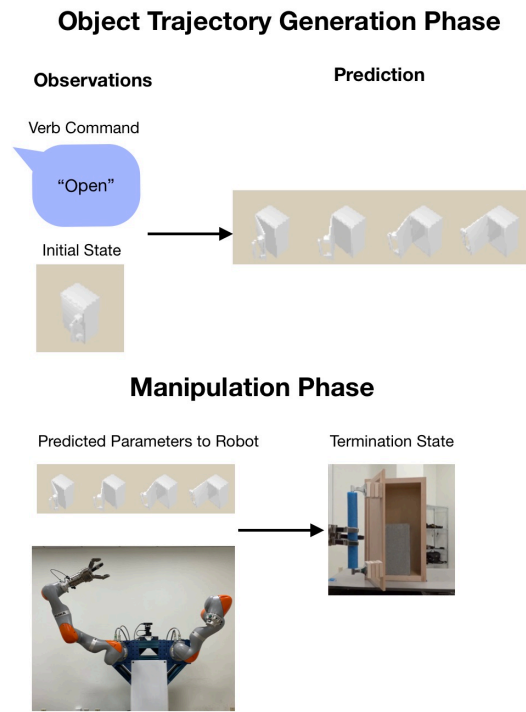 Object Trajectory Generation Phase
Observations
Prediction
Verb Command
“Open”
Initial State
Manipulation Phase
Predicted Parameters to Robot
Termination State